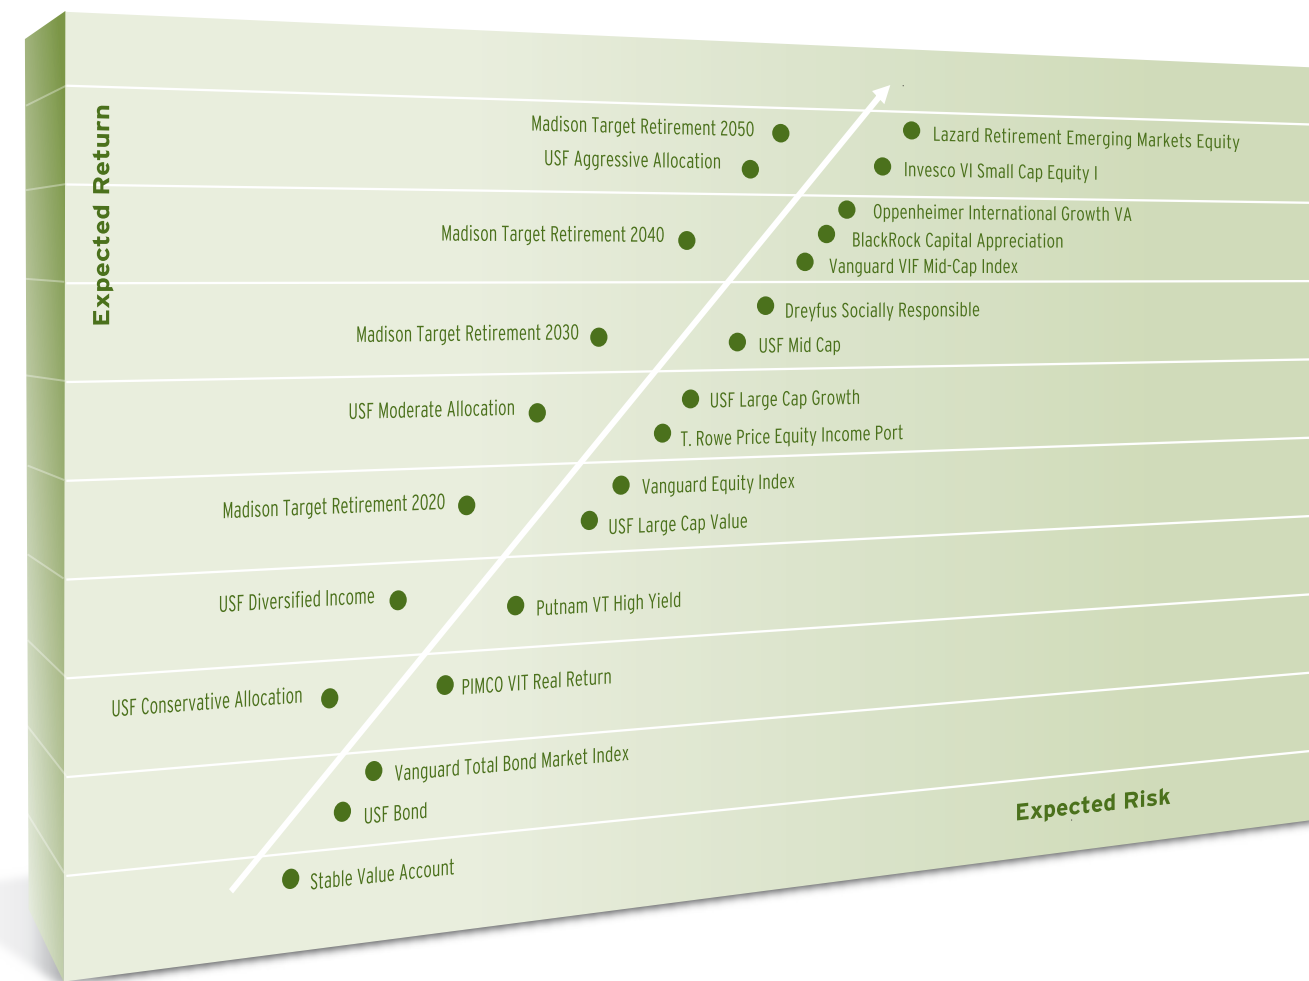 Expected Return
Madison Target Retirement 2050
Lazard Retirement Emerging Markets Equity
USF Aggressive Allocation
Invesco VI Small Cap Equity I
Oppenheimer International Growth VA
Madison Target Retirement 2040
BlackRock Capital Appreciation
Vanguard VIF Mid-Cap Index
Dreyfus Socially Responsible
Madison Target Retirement 2030
USF Mid Cap
USF Large Cap Growth
USF Moderate Allocation
T. Rowe Price Equity Income Port
Vanguard Equity Index
Madison Target Retirement 2020
USF Large Cap Value
USF Diversified Income
Putnam VT High Yield
PIMCO VIT Real Return
USF Conservative Allocation
Vanguard Total Bond Market Index
USF Bond
Expected Risk
Stable Value Account